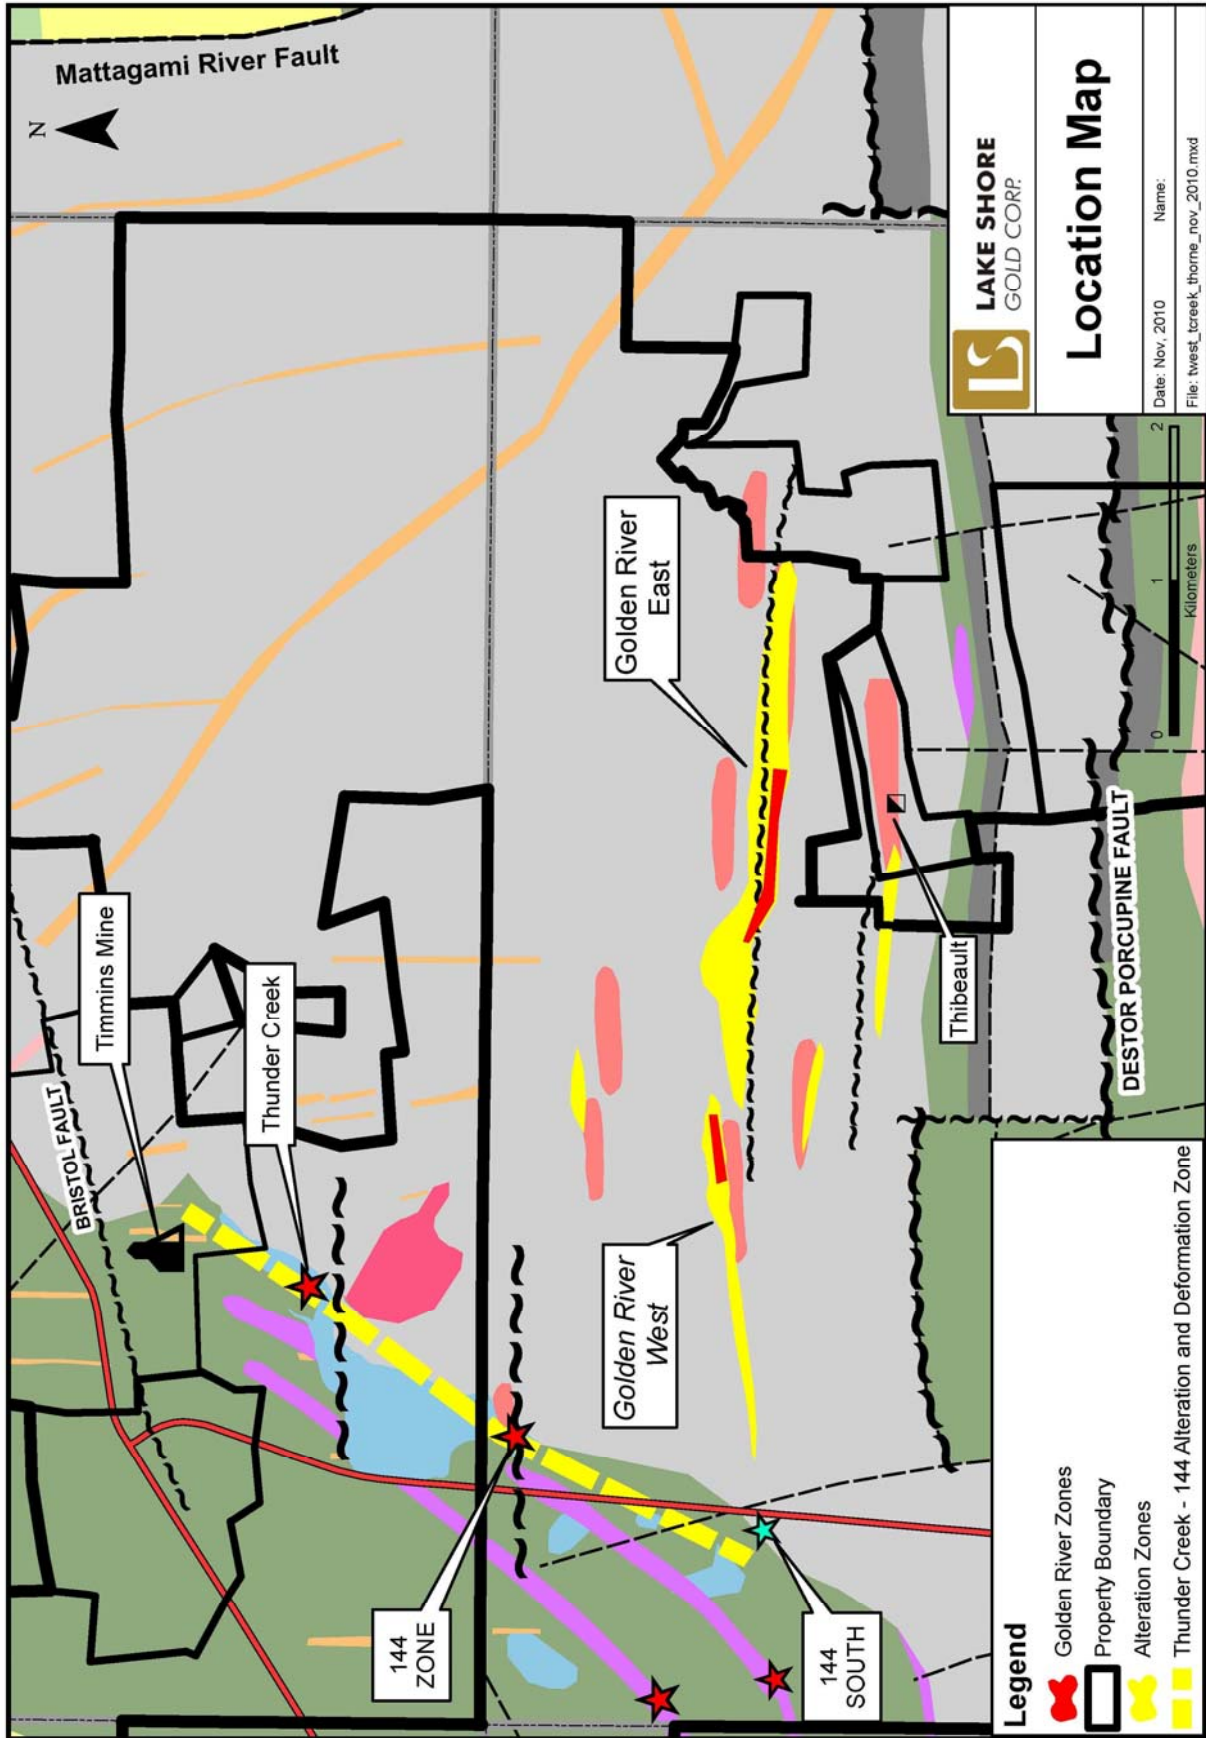 Mattagami River Fault
N
BRISTOL FAULT
Timmins Mine
Thunder Creek
144
ZONE
144
SOUTH
Golden River
West
Golden River
East
Thibeault
DESTOR PORCUPINE FAULT
Legend
Golden River Zones
Property Boundary
Alteration Zones
Thunder Creek - 144 Alteration and Deformation Zone
0 1 2
Kilometers
LS
LAKE SHORE
GOLD CORP.
Location Map
Date: Nov, 2010 Name:
File: twest_tcreek_thorne_nov_2010.mxd